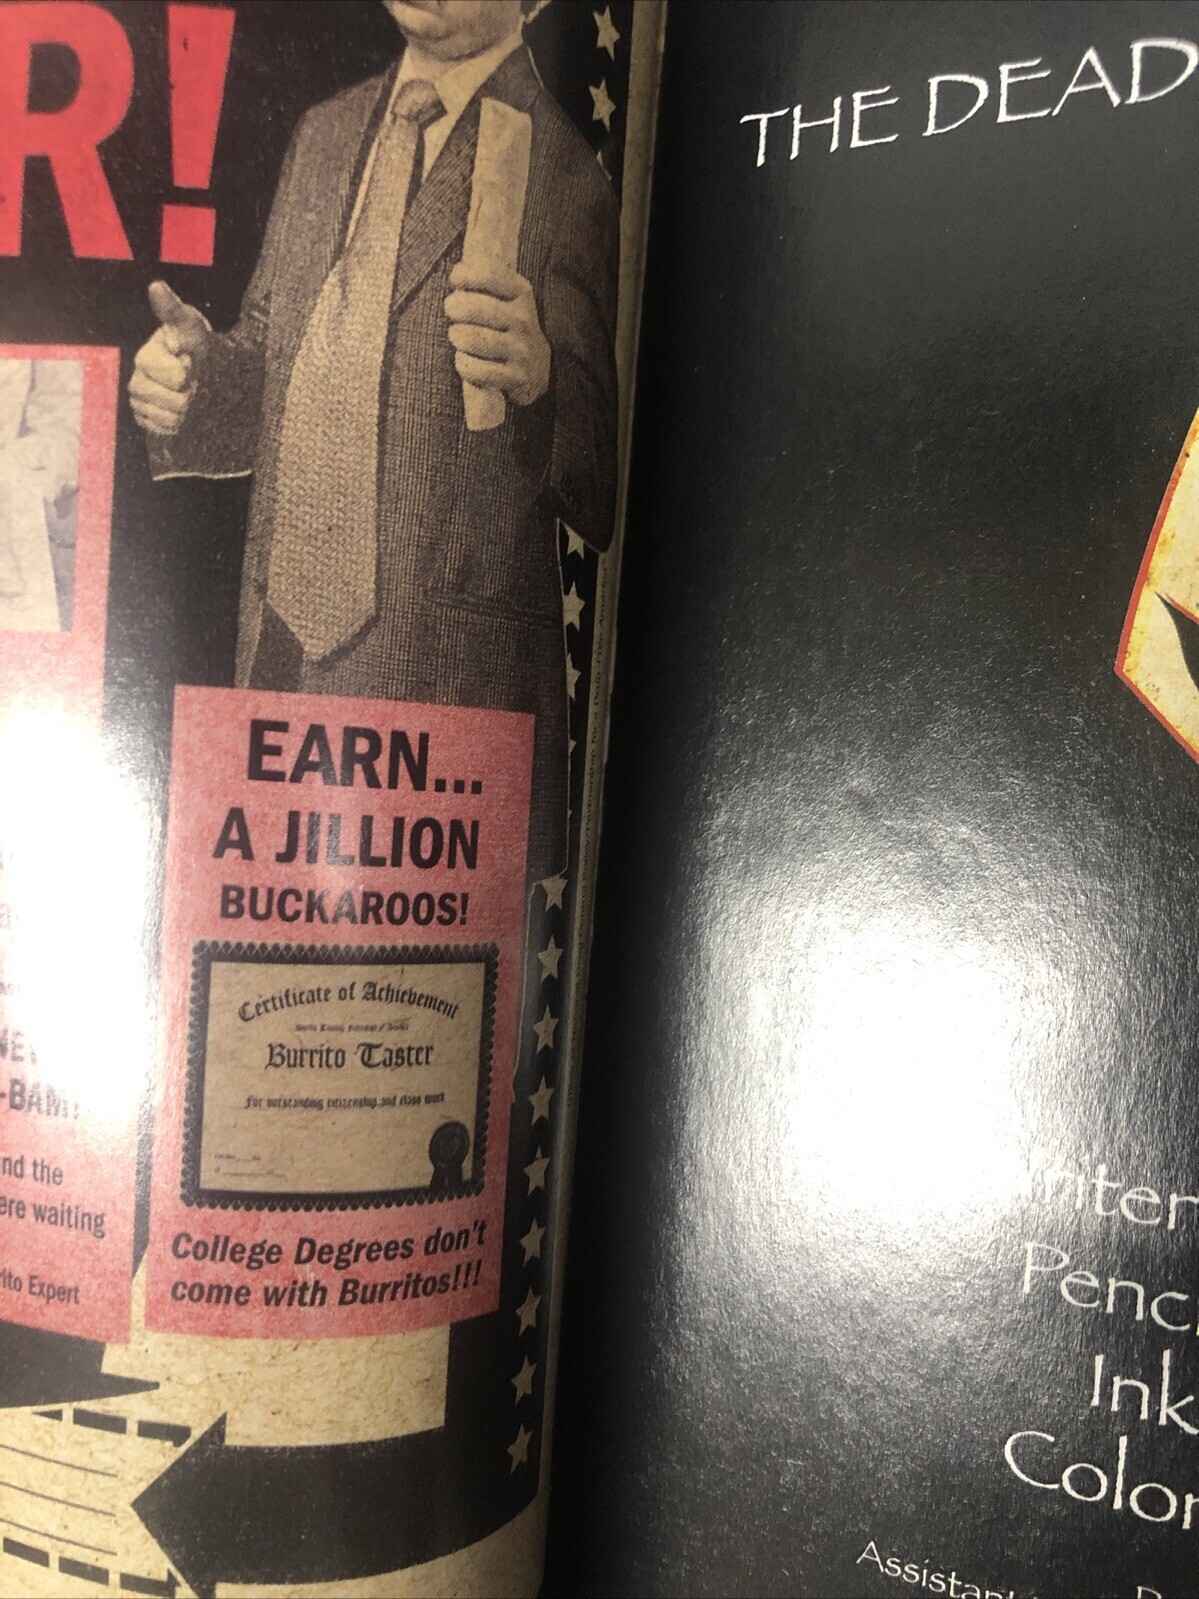 R!
EARN...
A JILLION
BUCKAROOS!
Certificate of Achievement
Burrito Taster
For outstanding citizenship and class work
College Degrees don't
come with Burritos!!!
-BAM!
nd the
ere waiting
ito Expert
THE DEAD
riter
Penc
Ink
Color
Assistant